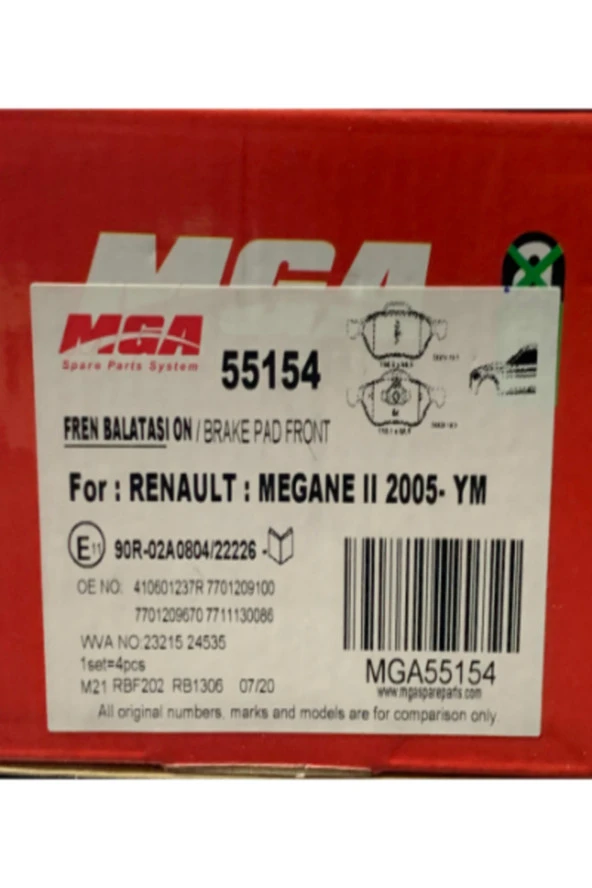 MGA
MGA
Spare Parts System
55154
FREN BALATASI ON / BRAKE PAD FRONT
For : RENAULT : MEGANE II 2005- YM
E11 90R-02A0804/22226 -
OE NO: 410601237R 7701209100
7701209670 7711130086
WVA NO:23215 24535
1set=4pcs
M21 RBF202 RB1306 07/20
MGA55154
www.mgaspareparts.com
All original numbers, marks and models are for comparison only.